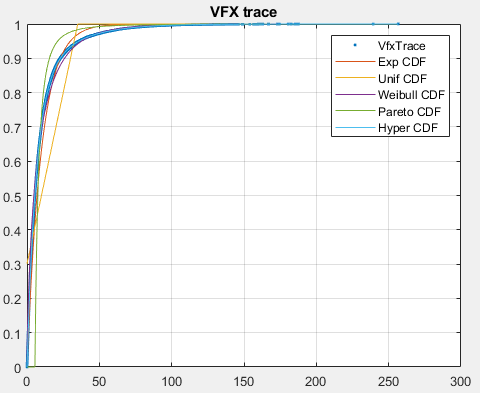 VFX trace
1
0.9
0.8
0.7
0.6
0.5
0.4
0.3
0.2
0.1
0
VfxTrace
Exp CDF
Unif CDF
Weibull CDF
Pareto CDF
Hyper CDF
0 50 100 150 200 250 300